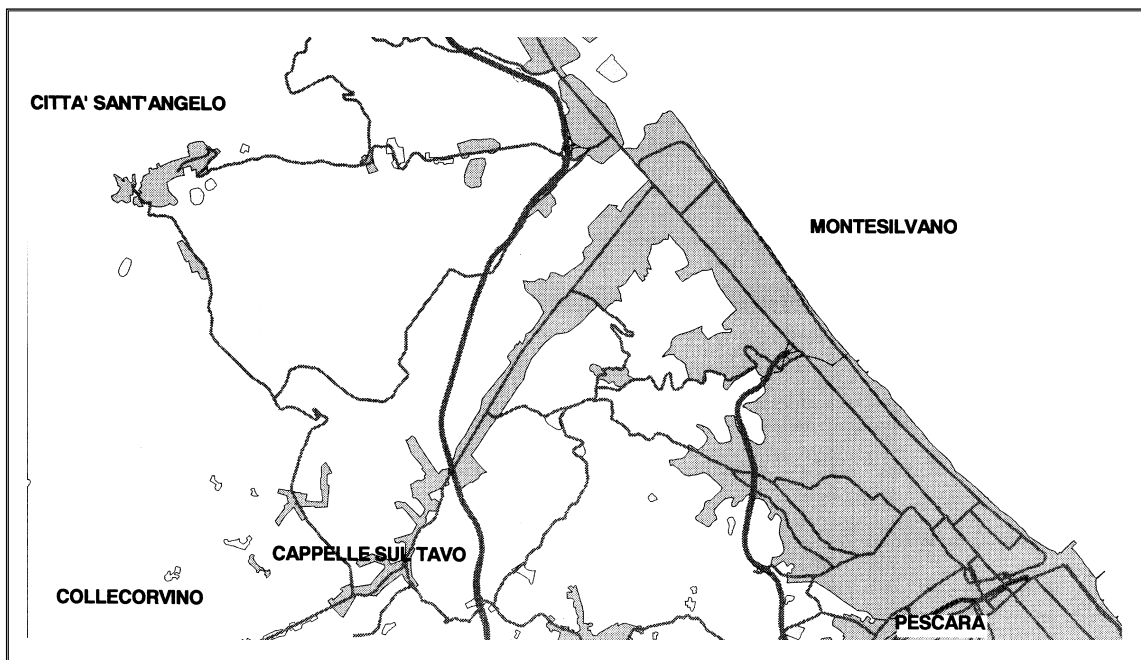 CITTA' SANT'ANGELO
MONTESILVANO
CAPPELLE SUL TAVO
COLLECORVINO
PESCARA